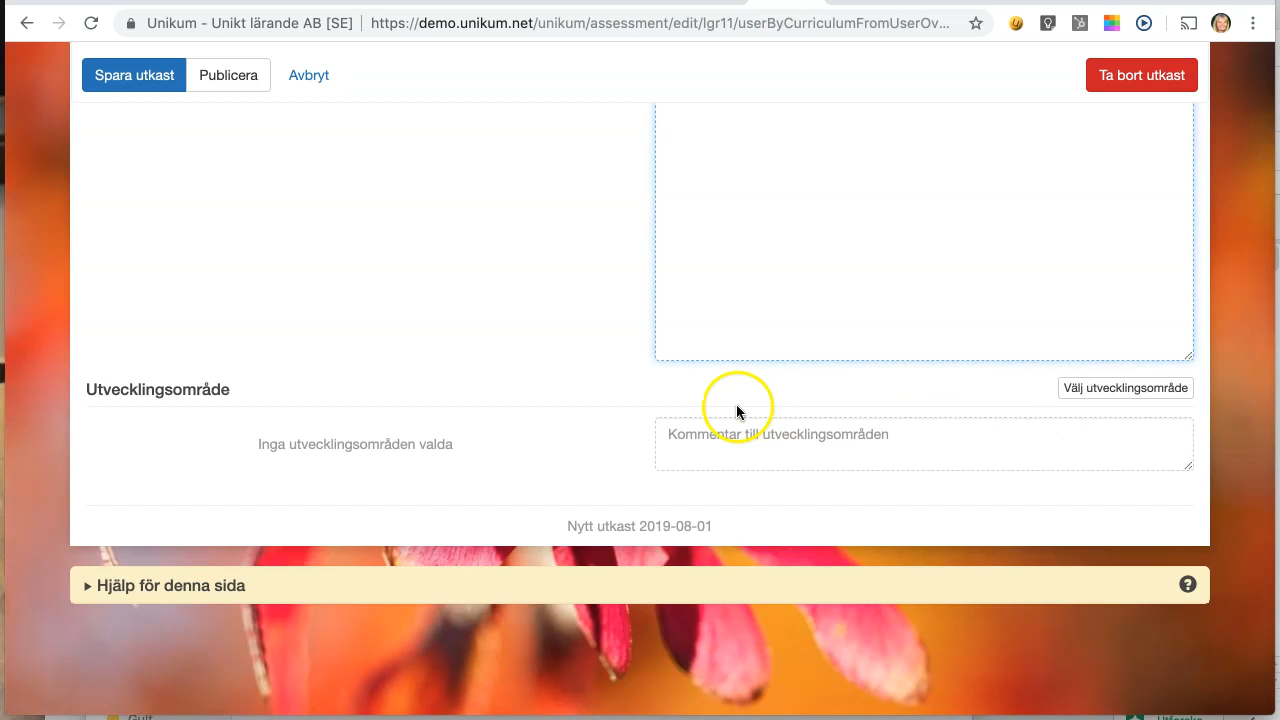 Unikum - Unikt lärande AB [SE]
https://demo.unikum.net/unikum/assessment/edit/lgr11/userByCurriculumFromUserOv...
Spara utkast
Publicera
Avbryt
Ta bort utkast
Utvecklingsområde
Välj utvecklingsområde
Inga utvecklingsområden valda
Kommentar till utvecklingsområden
Nytt utkast 2019-08-01
Hjälp för denna sida
?